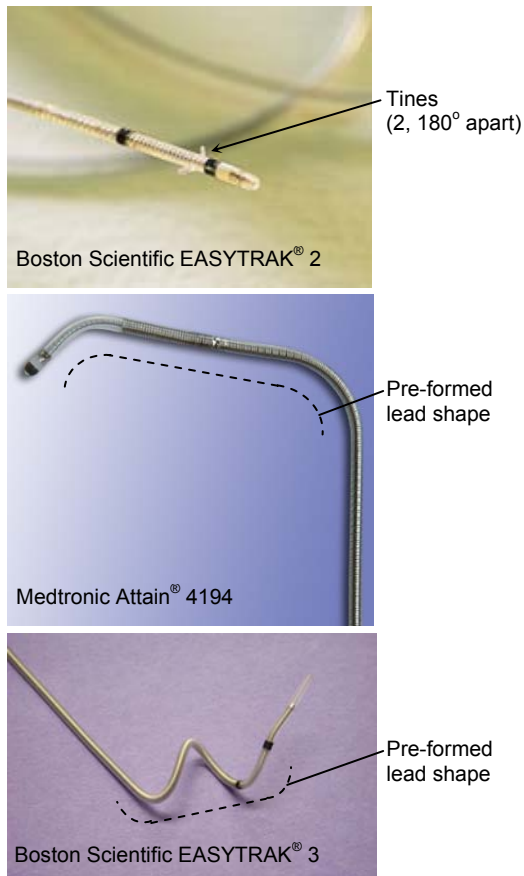 Tines
(2, 180° apart)
Boston Scientific EASYTRAK® 2
Pre-formed
lead shape
Medtronic Attain® 4194
Pre-formed
lead shape
Boston Scientific EASYTRAK® 3